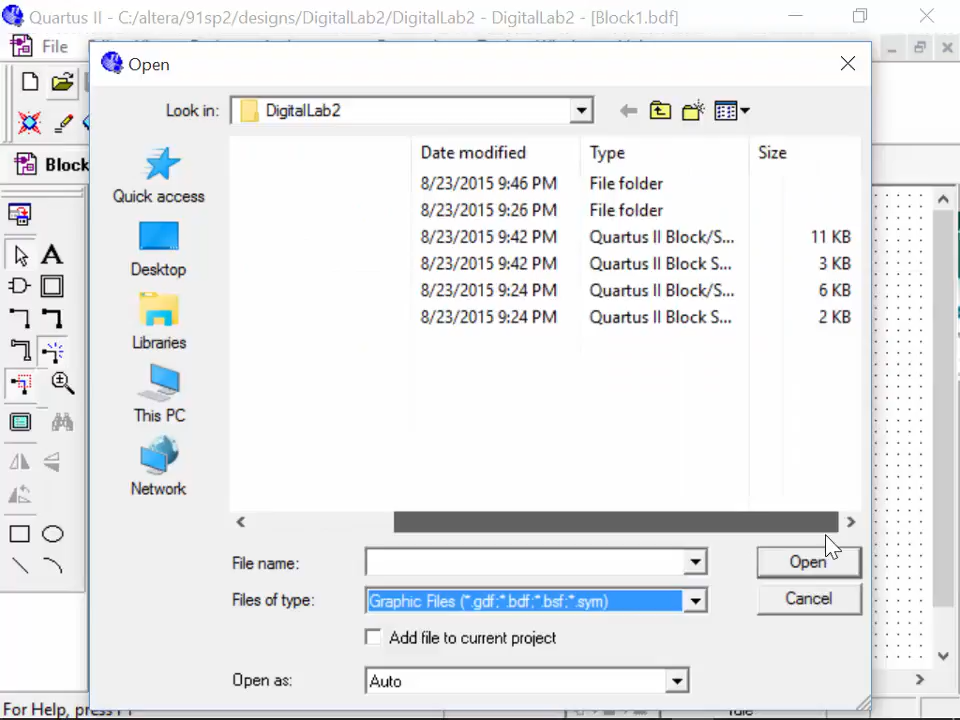 Quartus II - C:/altera/91sp2/designs/DigitalLab2/DigitalLab2 - DigitalLab2 - [Block1.bdf]
File
Open
Look in: DigitalLab2
Block
Quick access
Desktop
Libraries
This PC
Network
Date modified Type Size
8/23/2015 9:46 PM File folder
8/23/2015 9:26 PM File folder
8/23/2015 9:42 PM Quartus II Block/S... 11 KB
8/23/2015 9:42 PM Quartus II Block S... 3 KB
8/23/2015 9:24 PM Quartus II Block/S... 6 KB
8/23/2015 9:24 PM Quartus II Block S... 2 KB
File name: Open
Files of type: Graphic Files (*.gdf;*.bdf;*.bsf;*.sym) Cancel
Add file to current project
Open as: Auto
For Help, press F1
Idle